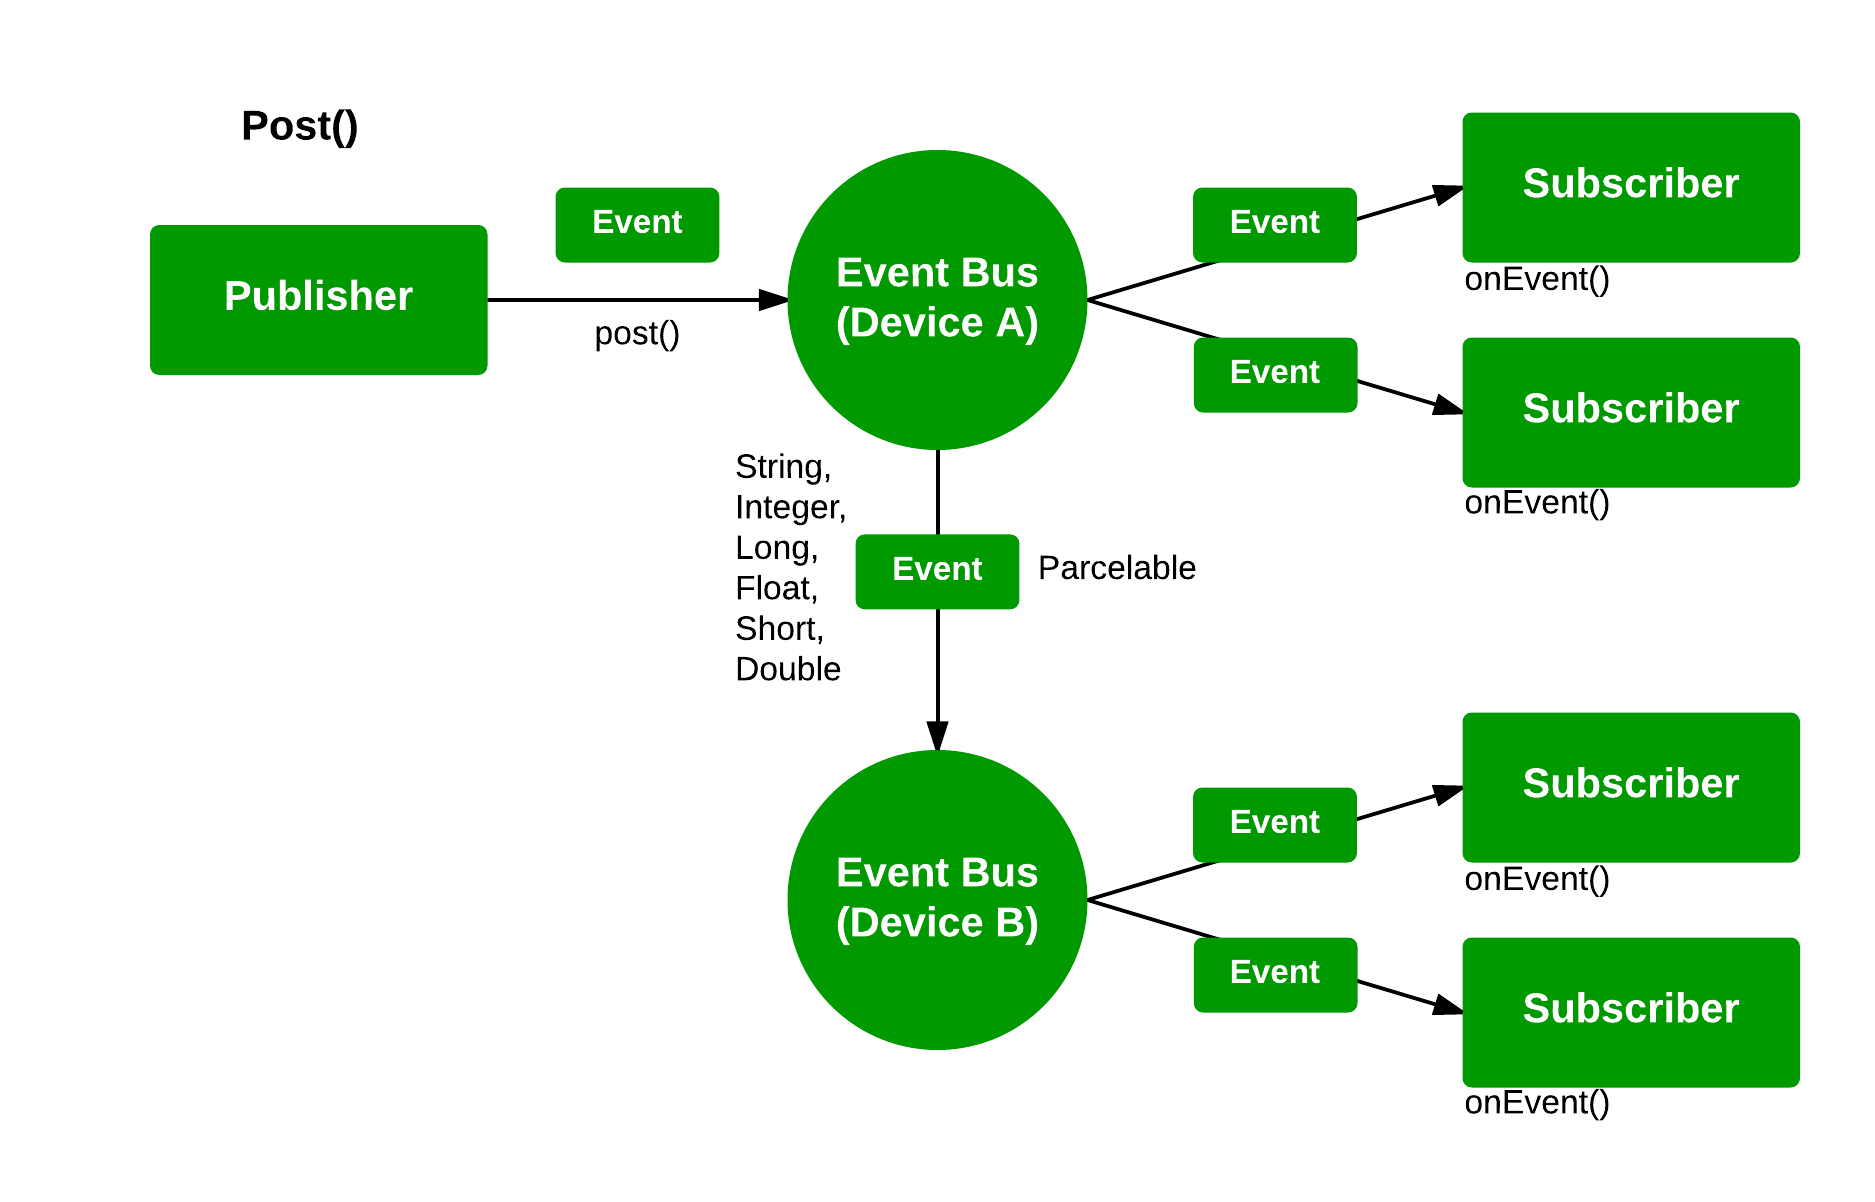 Post()
Publisher
Event
post()
Event Bus
(Device A)
Event
Subscriber
onEvent()
Event
Subscriber
onEvent()
String,
Integer,
Long,
Float,
Short,
Double
Event
Parcelable
Event Bus
(Device B)
Event
Subscriber
onEvent()
Event
Subscriber
onEvent()